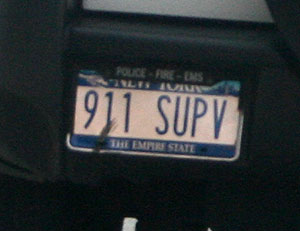 POLICE - FIRE - EMS
NEW YORK
911 SUPV
THE EMPIRE STATE